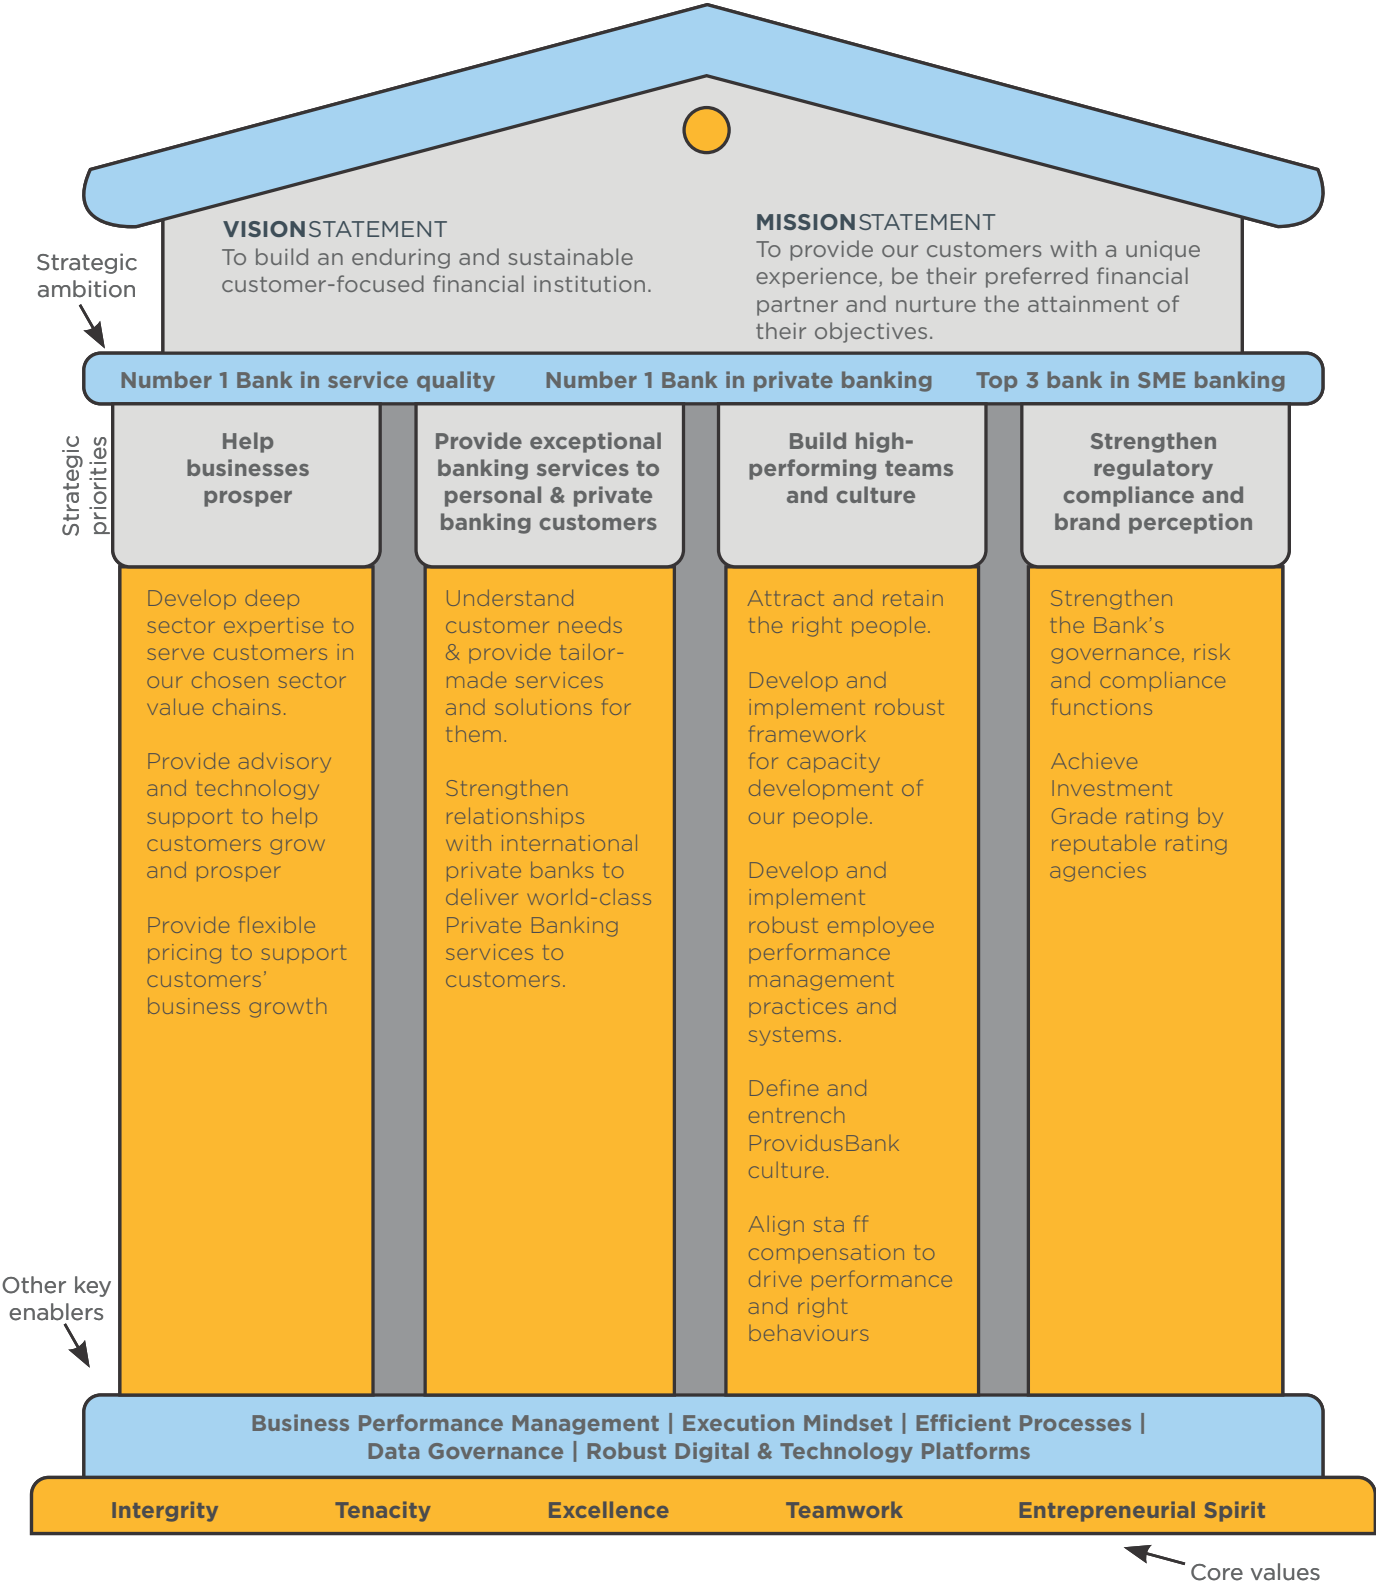 VISIONSTATEMENT
To build an enduring and sustainable
customer-focused financial institution.
MISSIONSTATEMENT
To provide our customers with a unique
experience, be their preferred financial
partner and nurture the attainment of
their objectives.
Strategic
ambition
Number 1 Bank in service quality
Number 1 Bank in private banking
Top 3 bank in SME banking
Strategic
priorities
Help
businesses
prosper
Provide exceptional
banking services to
personal & private
banking customers
Build high-
performing teams
and culture
Strengthen
regulatory
compliance and
brand perception
Develop deep
sector expertise to
serve customers in
our chosen sector
value chains.
Provide advisory
and technology
support to help
customers grow
and prosper
Provide flexible
pricing to support
customers’
business growth
Understand
customer needs
& provide tailor-
made services
and solutions for
them.
Strengthen
relationships
with international
private banks to
deliver world-class
Private Banking
services to
customers.
Attract and retain
the right people.
Develop and
implement robust
framework
for capacity
development of
our people.
Develop and
implement
robust employee
performance
management
practices and
systems.
Define and
entrench
ProvidusBank
culture.
Align sta ff
compensation to
drive performance
and right
behaviours
Strengthen
the Bank’s
governance, risk
and compliance
functions
Achieve
Investment
Grade rating by
reputable rating
agencies
Other key
enablers
Business Performance Management | Execution Mindset | Efficient Processes |
Data Governance | Robust Digital & Technology Platforms
Intergrity
Tenacity
Excellence
Teamwork
Entrepreneurial Spirit
Core values